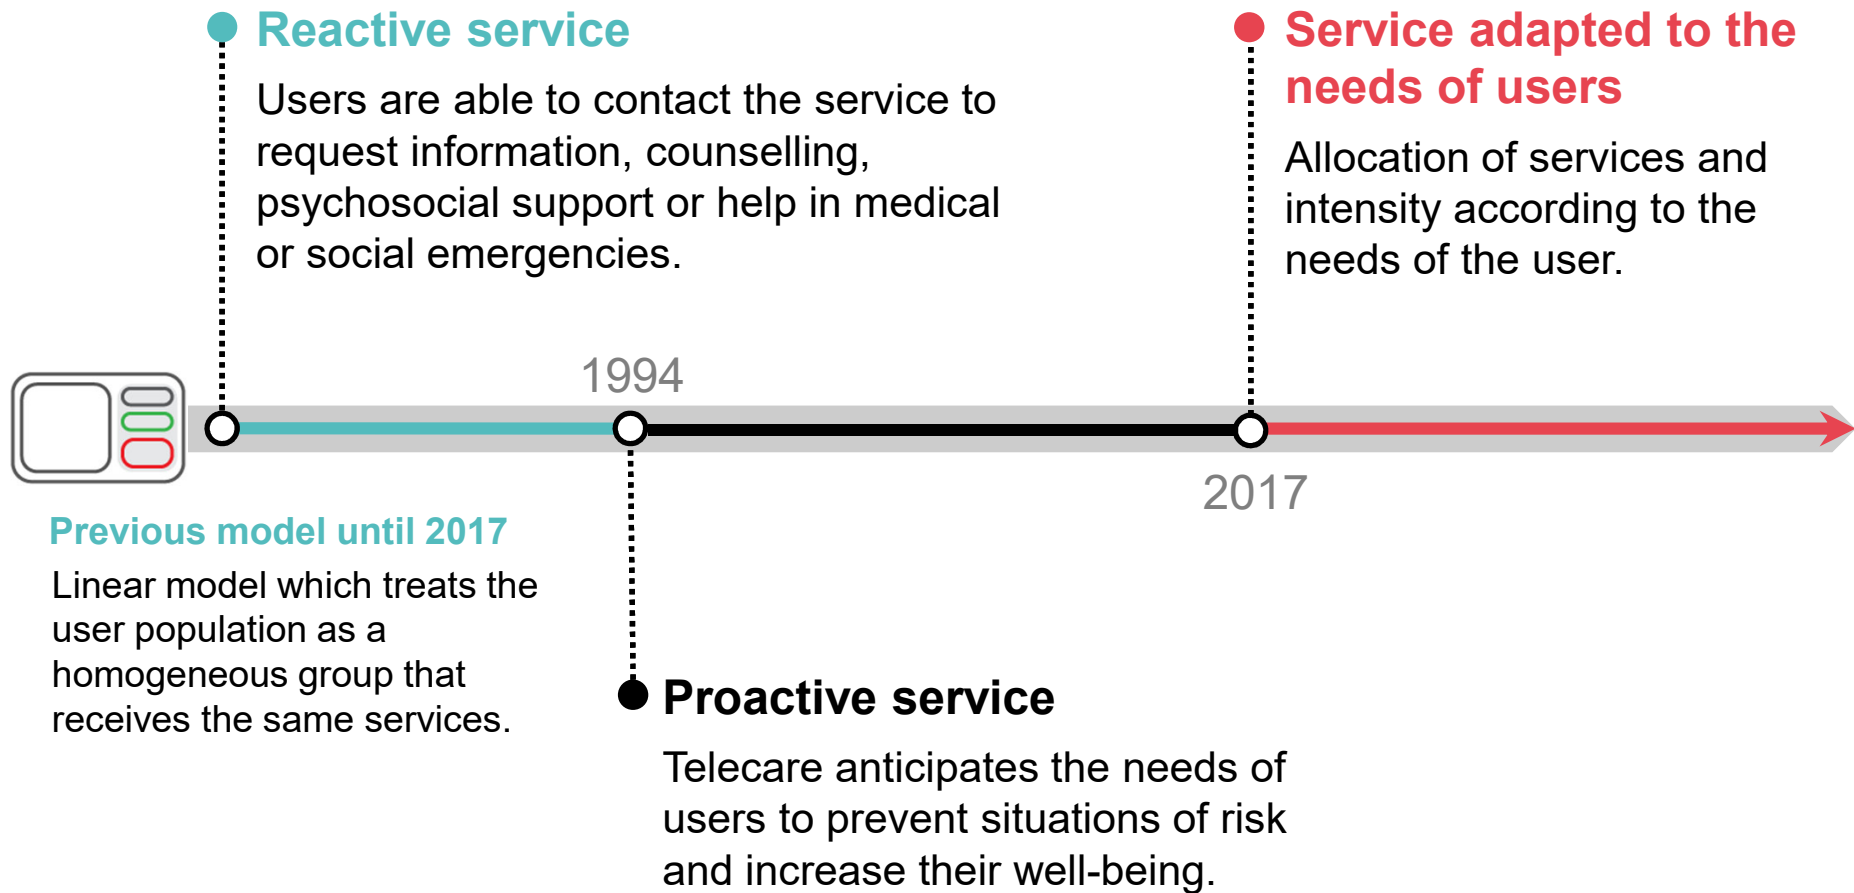 Reactive service
Users are able to contact the service to
request information, counselling,
psychosocial support or help in medical
or social emergencies.
Service adapted to the
needs of users
Allocation of services and
intensity according to the
needs of the user.
1994
2017
Previous model until 2017
Linear model which treats the
user population as a
homogeneous group that
receives the same services.
Proactive service
Telecare anticipates the needs of
users to prevent situations of risk
and increase their well-being.